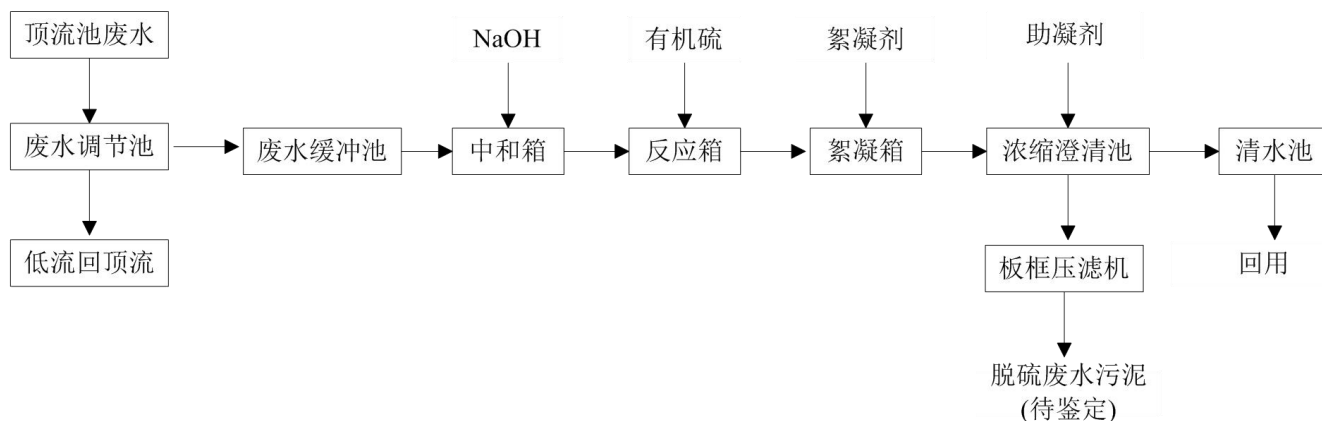 顶流池废水
NaOH
有机硫
絮凝剂
助凝剂
废水调节池
废水缓冲池
中和箱
反应箱
絮凝箱
浓缩澄清池
清水池
低流回顶流
板框压滤机
回用
脱硫废水污泥
(待鉴定)